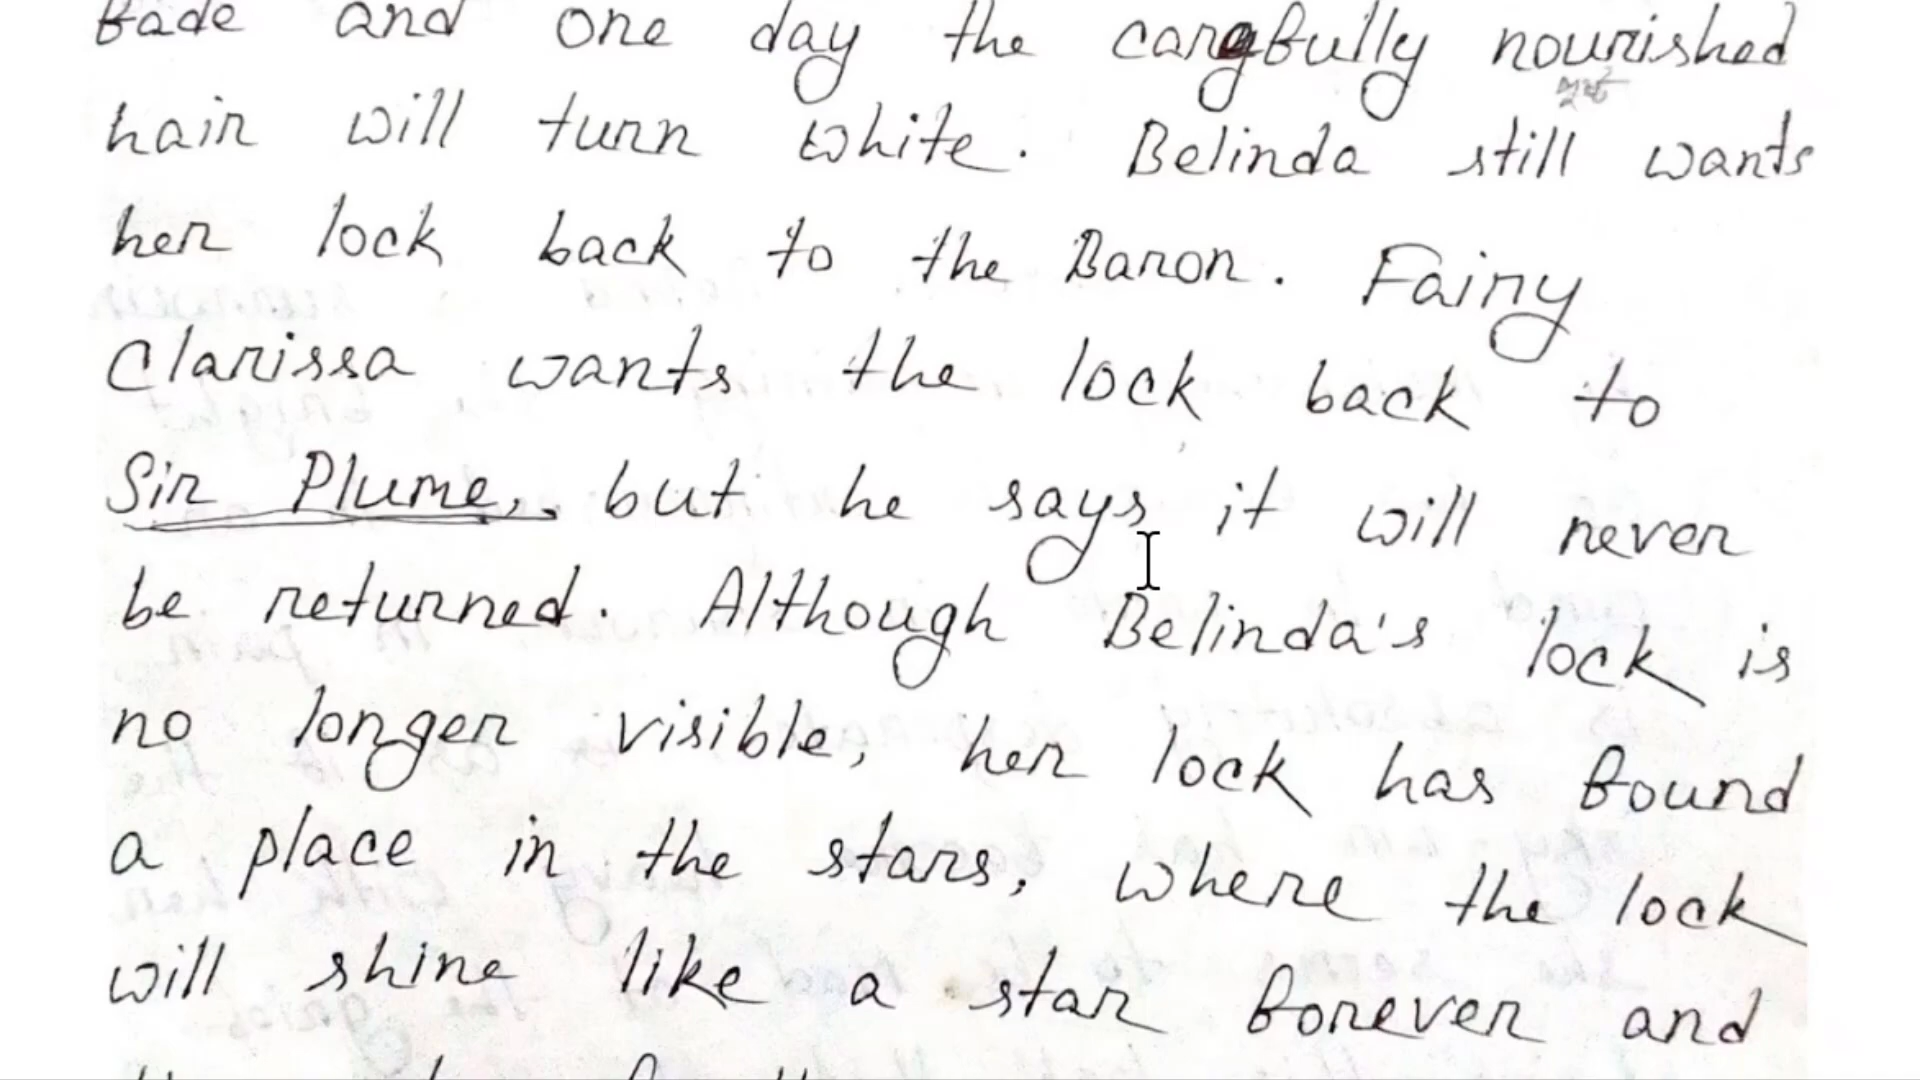 fade and one day the carefully nourished
hair will turn white. Belinda still wants
her lock back to the Baron. Fairy
Clarissa wants the lock back to
Sir Plume, but he says it will never
be returned. Although Belinda's lock is
no longer visible, her lock has found
a place in the stars, where the lock
will shine like a star forever and